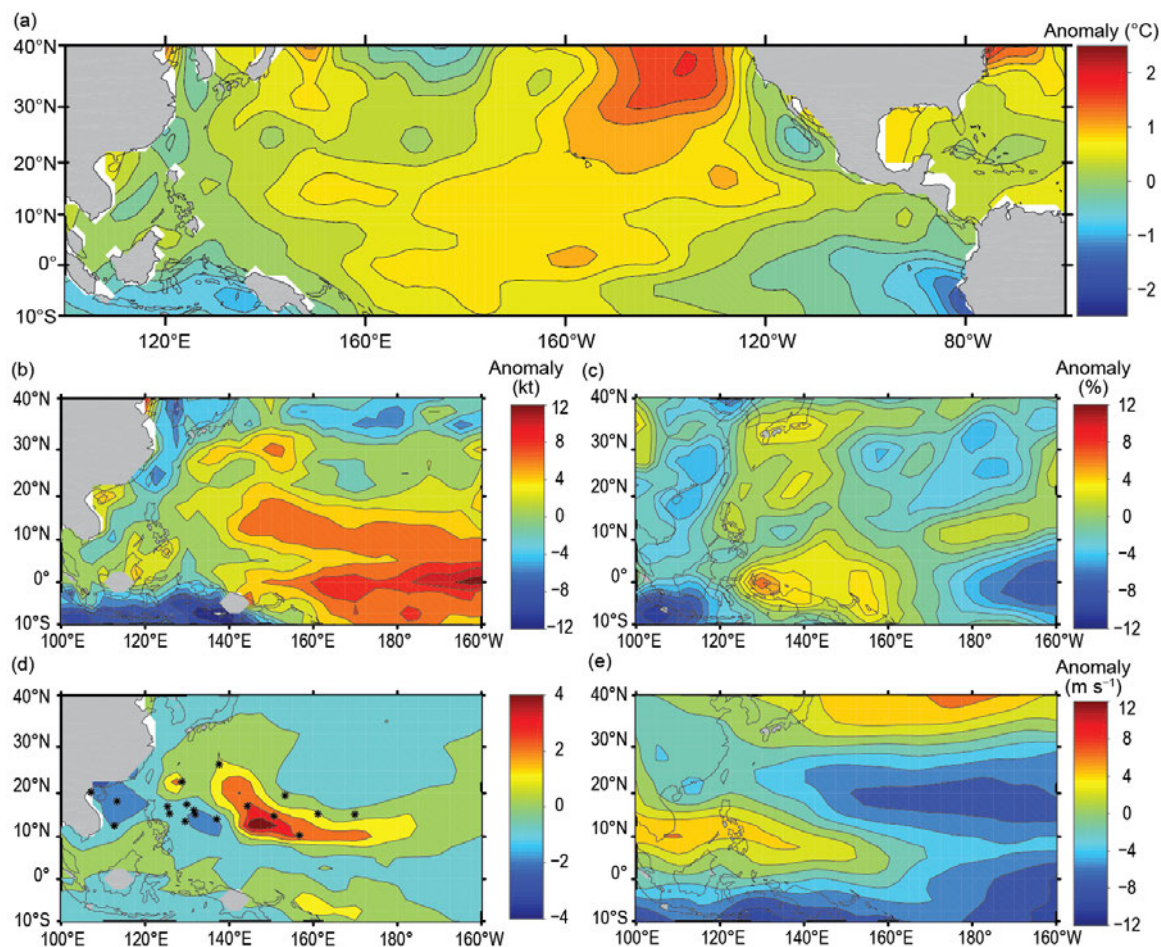 (a)
Anomaly (°C)
40°N
30°N
20°N
10°N
0°
10°S
120°E
160°E
160°W
120°W
80°W
2
1
0
−1
−2
(b)
Anomaly
(kt)
40°N
30°N
20°N
10°N
0°
10°S
100°E
120°E
140°E
160°E
180°
160°W
12
8
4
0
−4
−8
−12
(c)
Anomaly
(%)
40°N
30°N
20°N
10°N
0°
10°S
100°E
120°E
140°E
160°E
180°
160°W
12
8
4
0
−4
−8
−12
(d)
40°N
30°N
20°N
10°N
0°
10°S
100°E
120°E
140°E
160°E
180°
160°W
4
2
0
−2
−4
(e)
Anomaly
(m s⁻¹)
40°N
30°N
20°N
10°N
0°
10°S
100°E
120°E
140°E
160°E
180°
160°W
12
8
4
0
−4
−8
−12